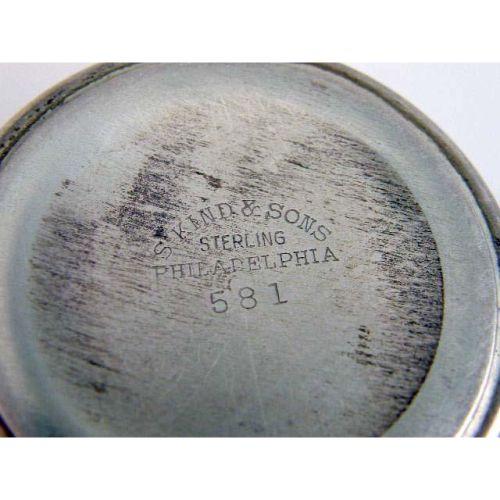 S KIND & SONS
STERLING
PHILADELPHIA
581